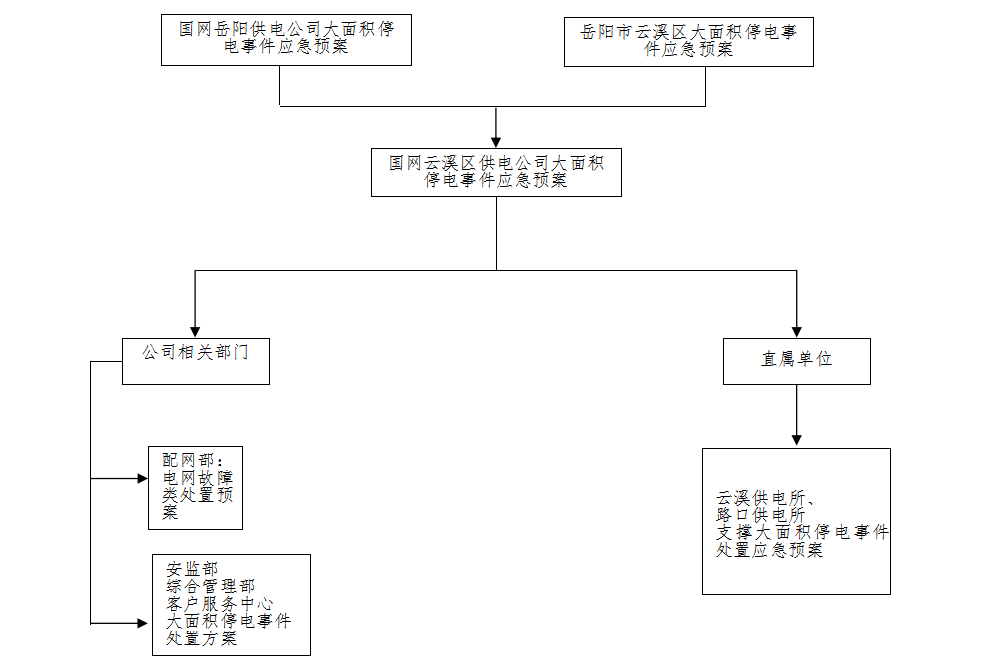 国网岳阳供电公司大面积停
电事件应急预案
岳阳市云溪区大面积停电事
件应急预案
国网云溪区供电公司大面积
停电事件应急预案
公司相关部门
直属单位
配网部：
电网故障
类处置预
案
云溪供电所、
路口供电所
支撑大面积停电事件
处置应急预案
安监部
综合管理部
客户服务中心
大面积停电事件
处置方案